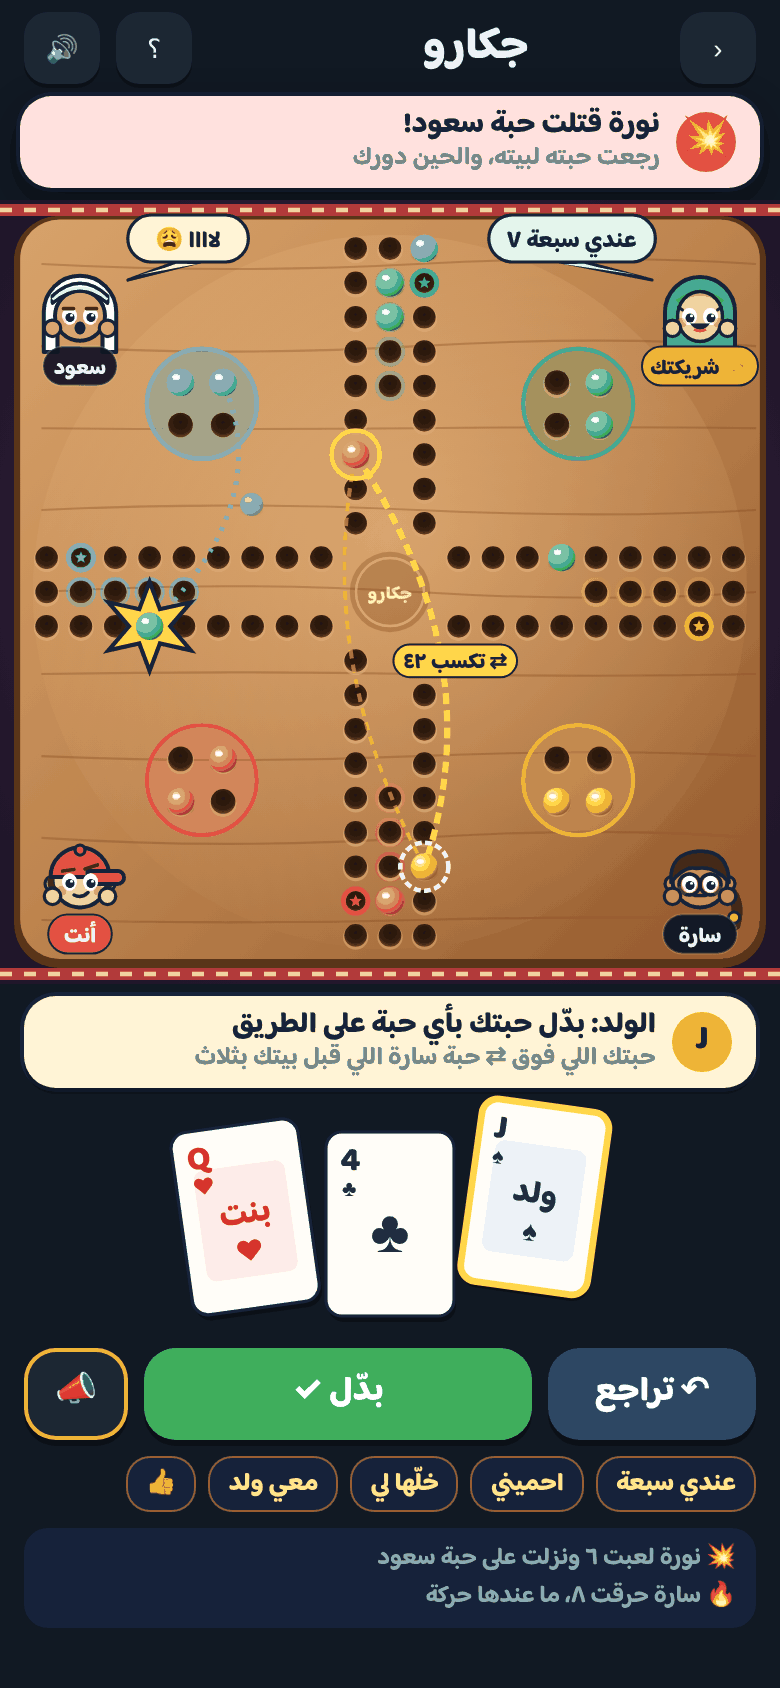 جكارو
؟
نورة قتلت حبة سعود!
رجعت حبته لبيته، والحين دورك
عندي سبعة ٧
لاااا 😩
شريكتك
سعود
جكارو
⇄ تكسب ٤٢
أنت
سارة
J
الولد: بدّل حبتك بأي حبة على الطريق
حبتك اللي فوق ⇄ حبة سارة اللي قبل بيتك بثلاث
J
♠
ولد
♠
4
♣
♣
Q
♥
بنت
♥
↶ تراجع
بدّل ✓
عندي سبعة
احميني
خلّها لي
معي ولد
👍
💥 نورة لعبت ٦ ونزلت على حبة سعود
🔥 سارة حرقت ٨، ما عندها حركة